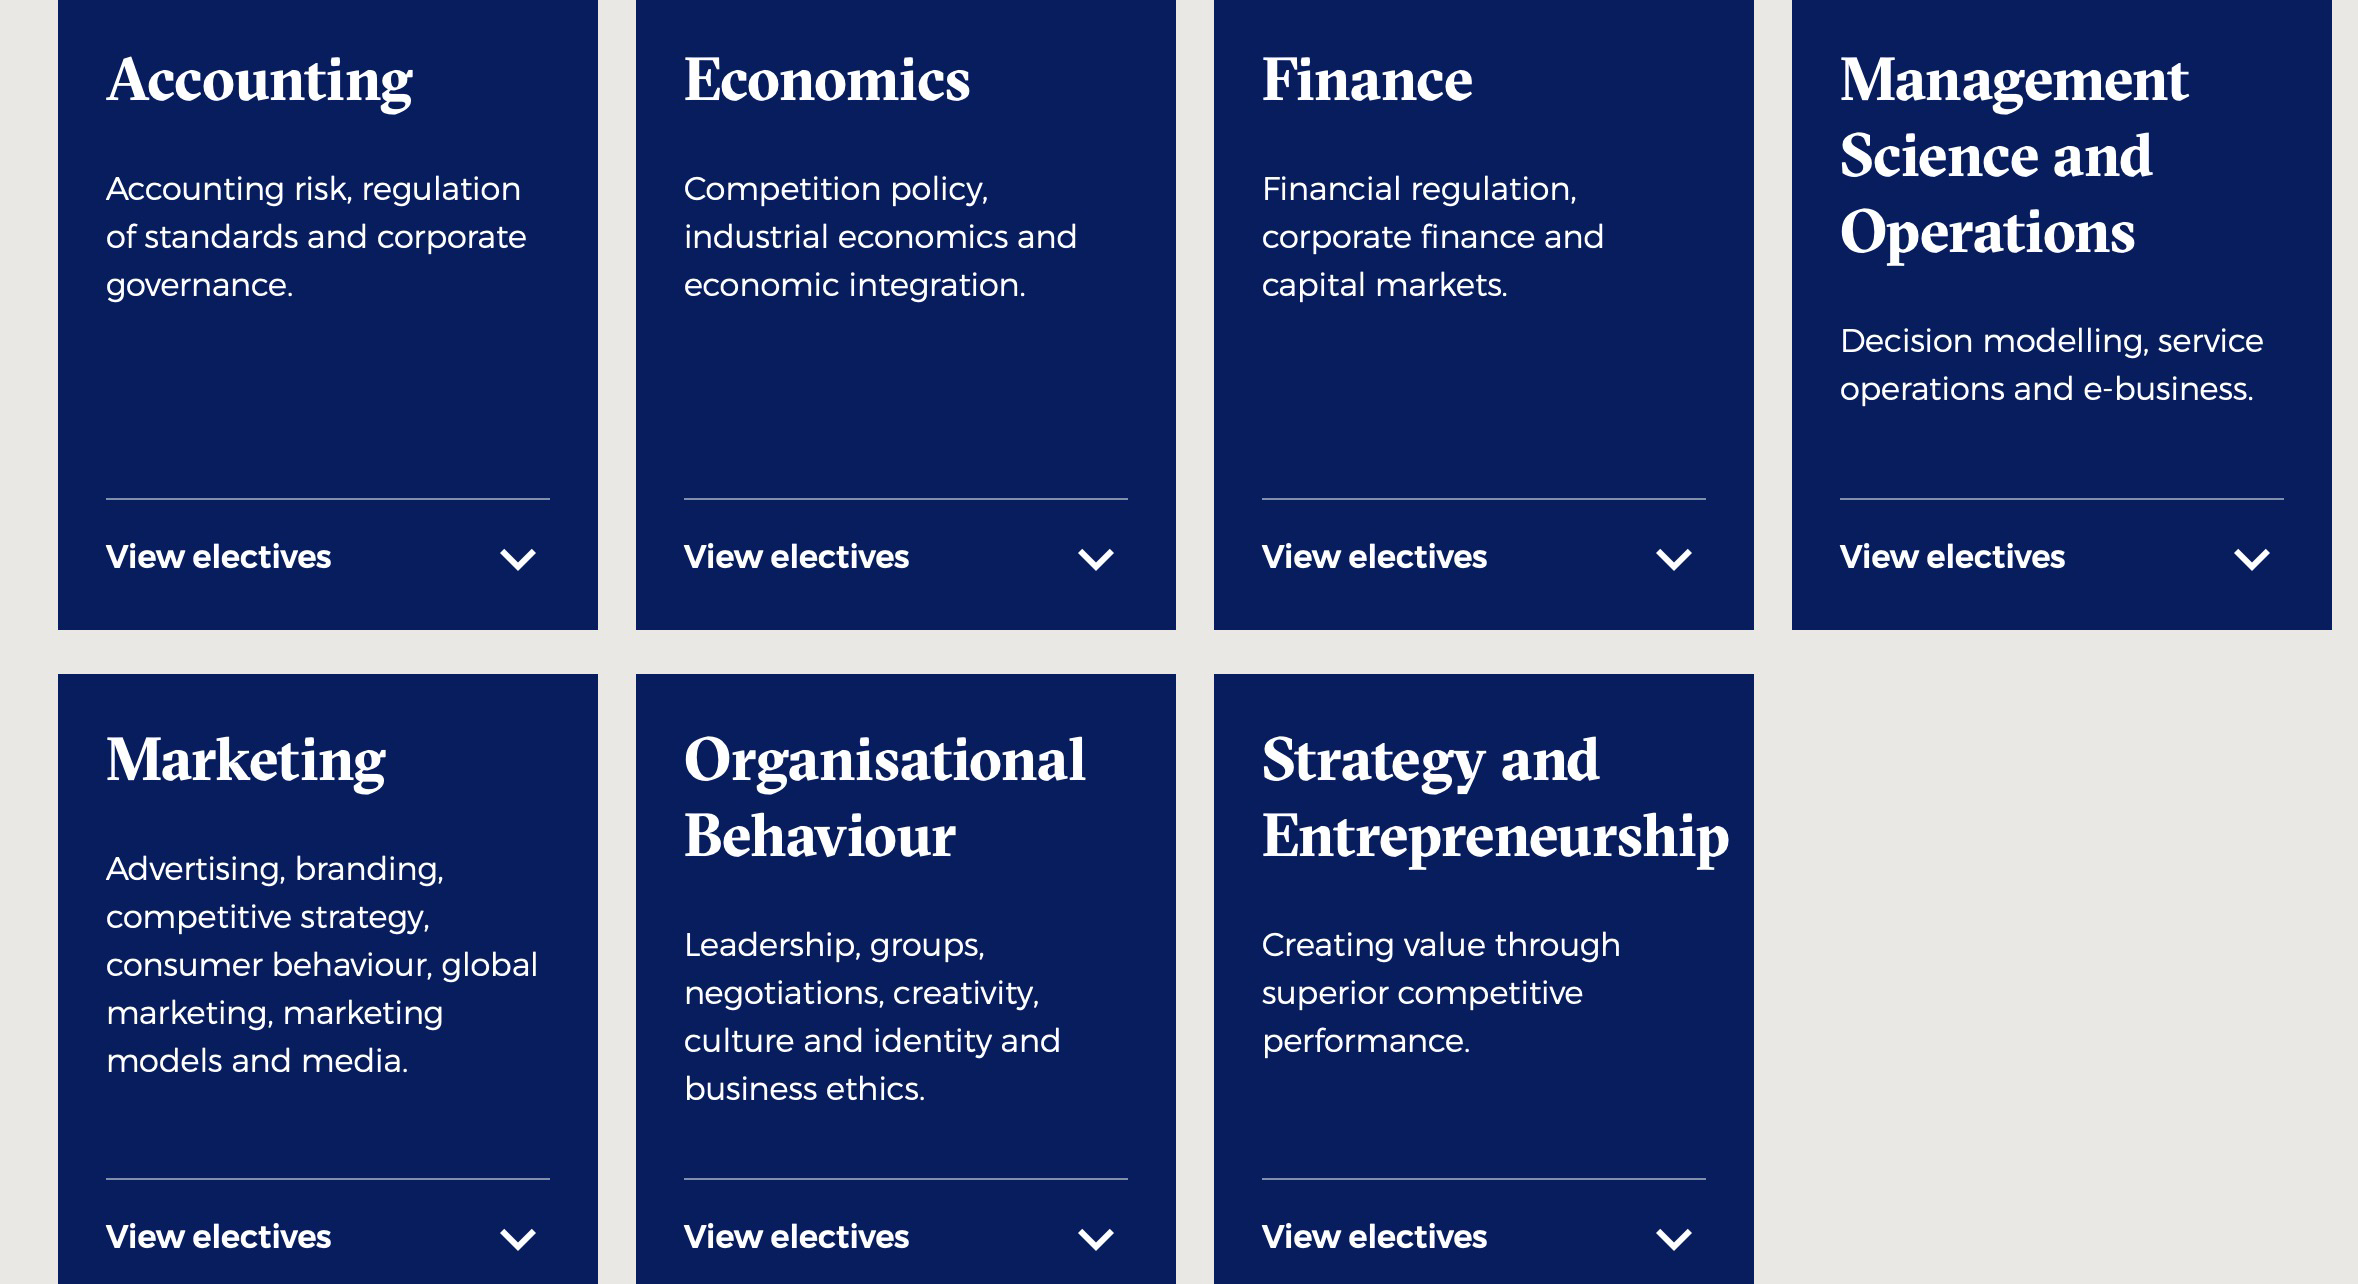 Accounting
Accounting risk, regulation
of standards and corporate
governance.
View electives
Economics
Competition policy,
industrial economics and
economic integration.
View electives
Finance
Financial regulation,
corporate finance and
capital markets.
View electives
Management
Science and
Operations
Decision modelling, service
operations and e-business.
View electives
Marketing
Advertising, branding,
competitive strategy,
consumer behaviour, global
marketing, marketing
models and media.
View electives
Organisational
Behaviour
Leadership, groups,
negotiations, creativity,
culture and identity and
business ethics.
View electives
Strategy and
Entrepreneurship
Creating value through
superior competitive
performance.
View electives